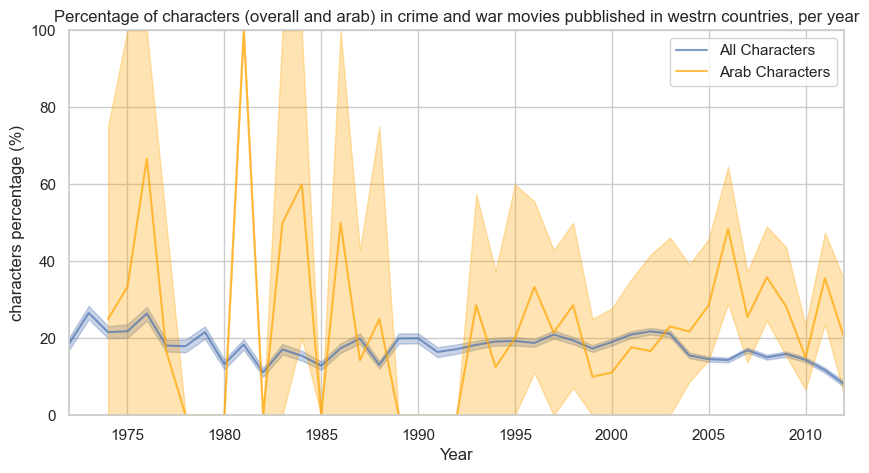 Percentage of characters (overall and arab) in crime and war movies pubblished in westrn countries, per year
All Characters
Arab Characters
characters percentage (%)
100
80
60
40
20
0
1975 1980 1985 1990 1995 2000 2005 2010
Year